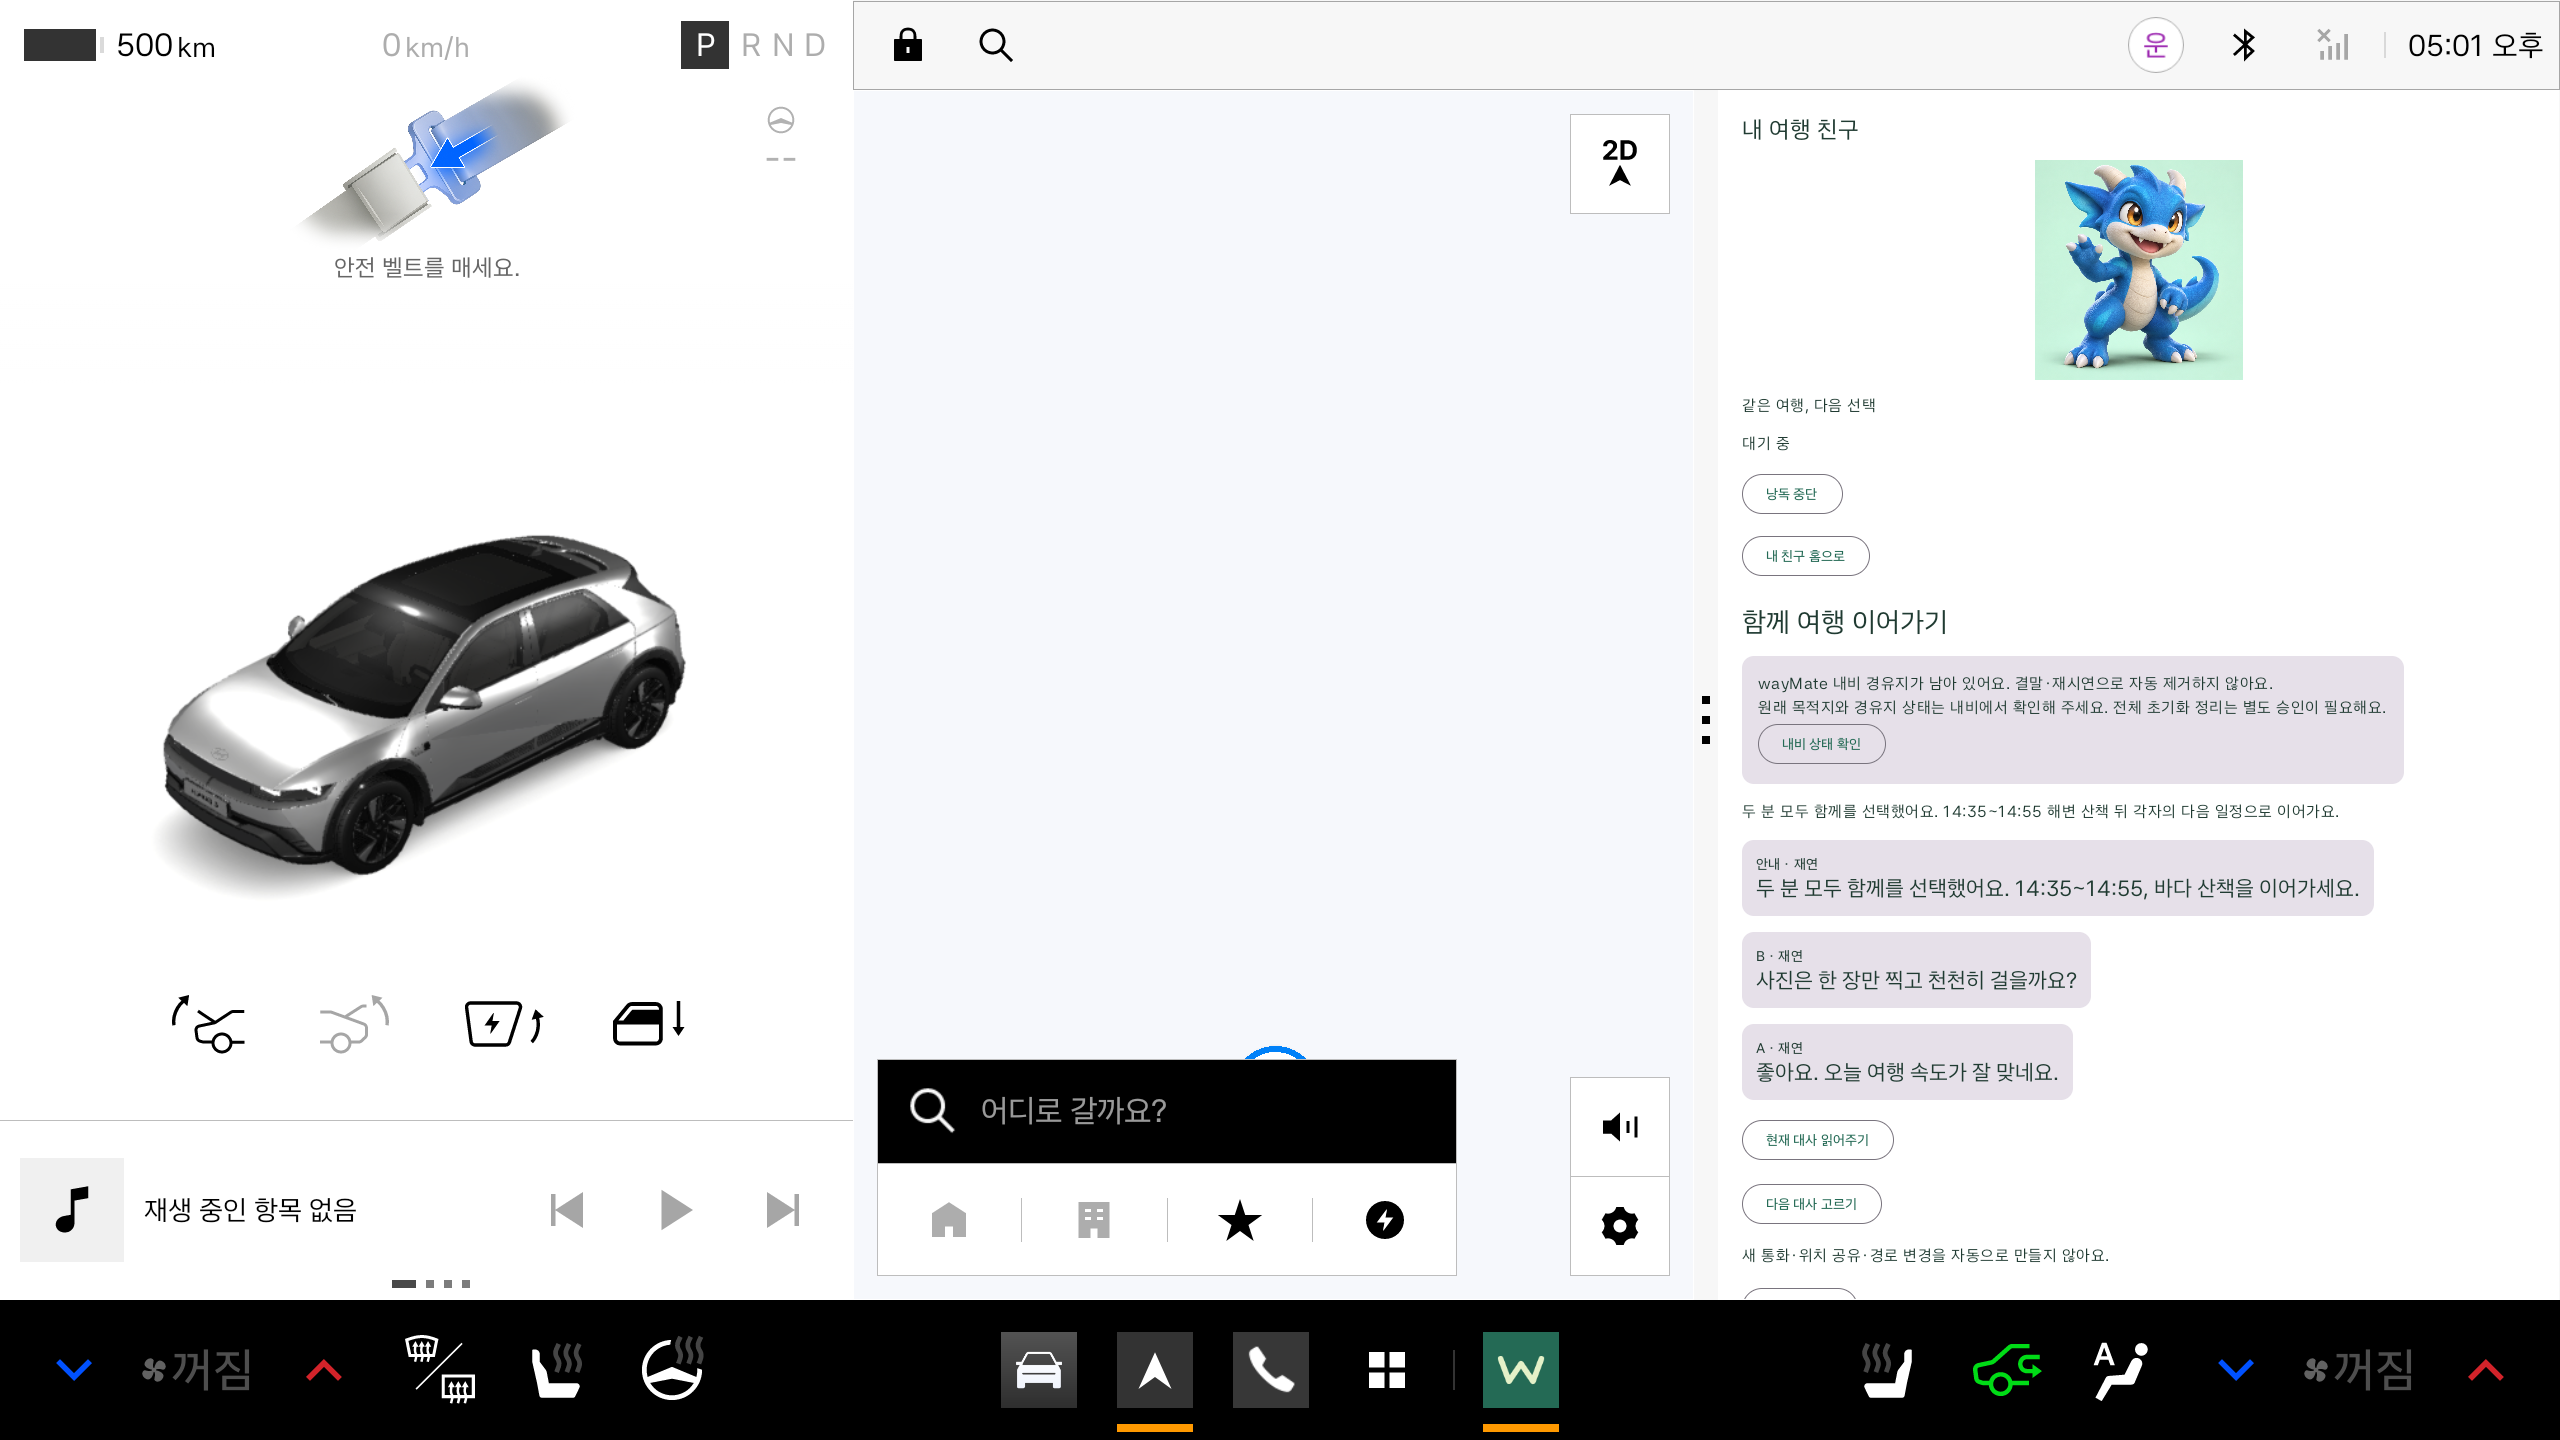 500 km
0 km/h
P R N D
안전 벨트를 매세요.
재생 중인 항목 없음
운
05:01 오후
2D
어디로 갈까요?
내 여행 친구
같은 여행, 다음 선택
대기 중
낭독 중단
내 친구 홈으로
함께 여행 이어가기
wayMate 내비 경유지가 남아 있어요. 결말·재시연으로 자동 제거하지 않아요.
원래 목적지와 경유지 상태는 내비에서 확인해 주세요. 전체 초기화 정리는 별도 승인이 필요해요.
내비 상태 확인
두 분 모두 함께를 선택했어요. 14:35~14:55 해변 산책 뒤 각자의 다음 일정으로 이어가요.
안내 · 재연
두 분 모두 함께를 선택했어요. 14:35~14:55, 바다 산책을 이어가세요.
B · 재연
사진은 한 장만 찍고 천천히 걸을까요?
A · 재연
좋아요. 오늘 여행 속도가 잘 맞네요.
현재 대사 읽어주기
다음 대사 고르기
새 통화·위치 공유·경로 변경을 자동으로 만들지 않아요.
꺼짐
W
A
꺼짐